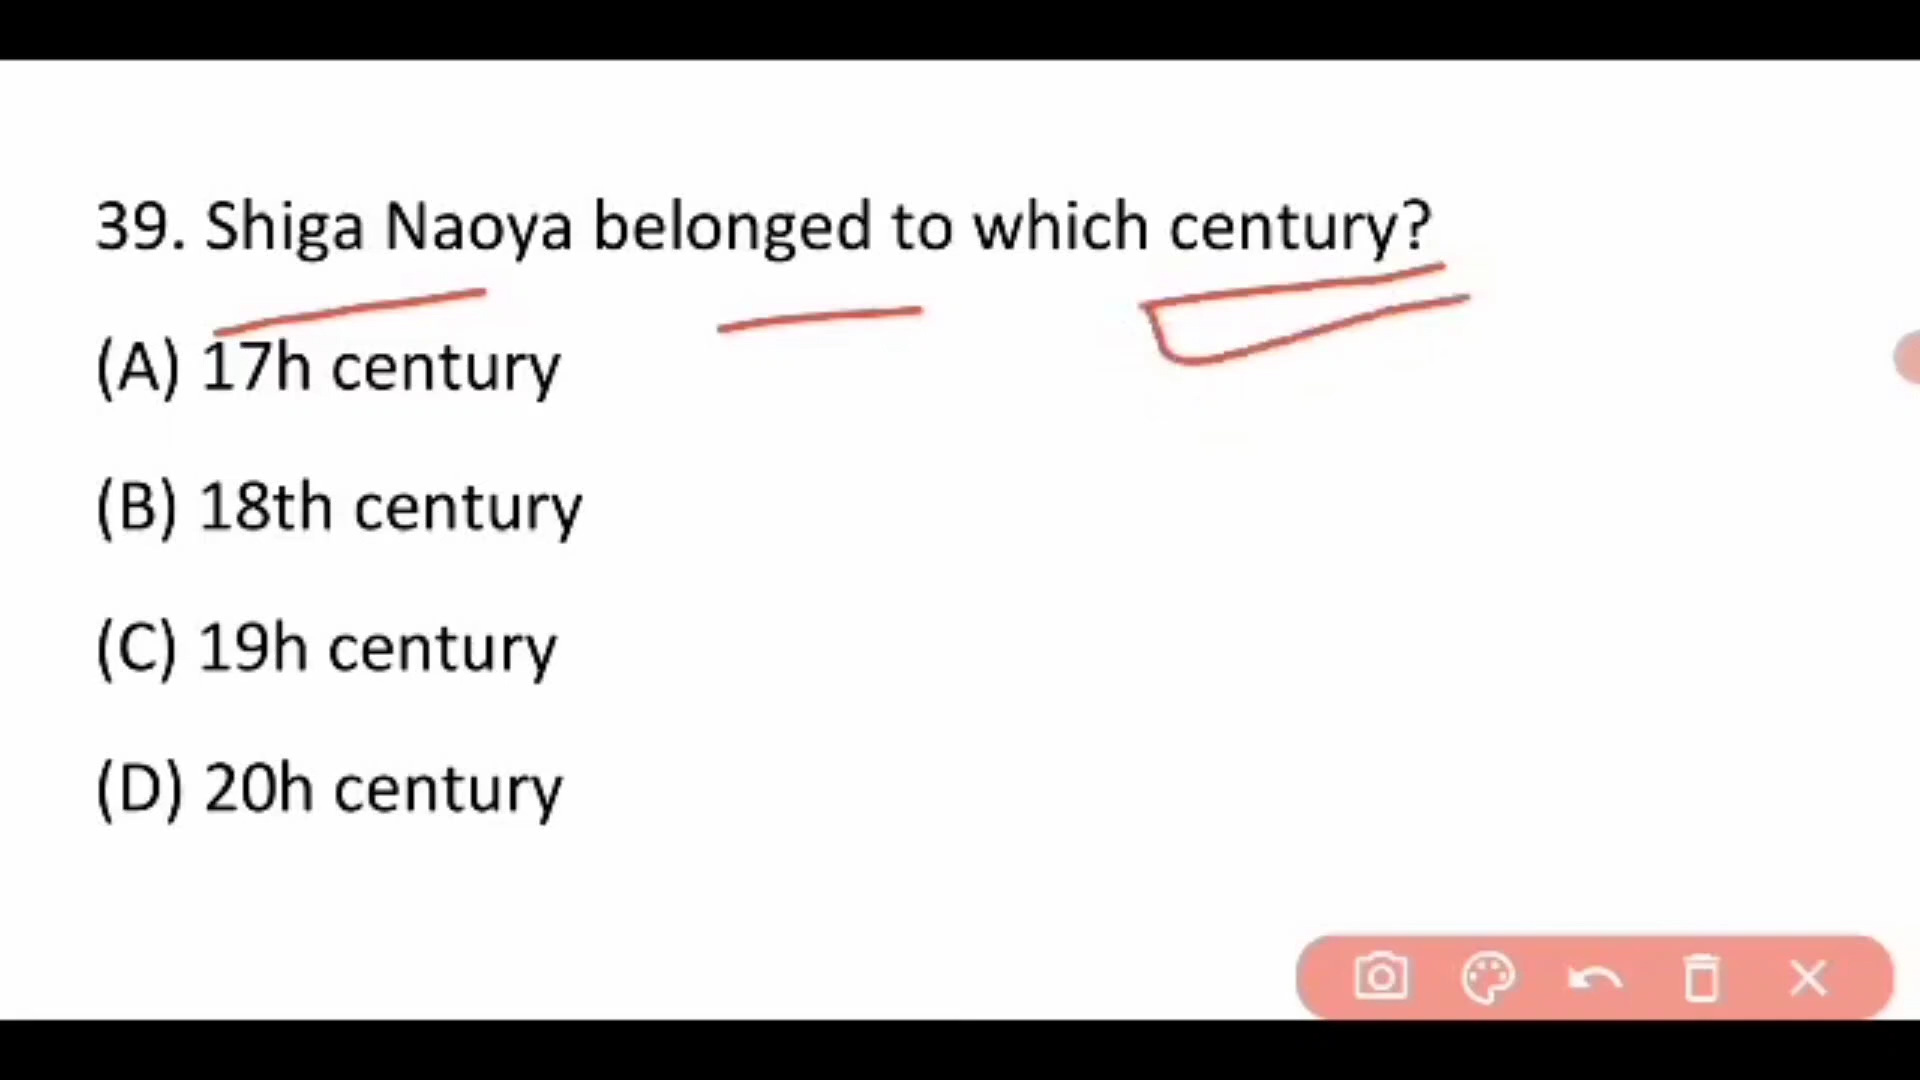 39. Shiga Naoya belonged to which century?
(A) 17h century
(B) 18th century
(C) 19h century
(D) 20h century